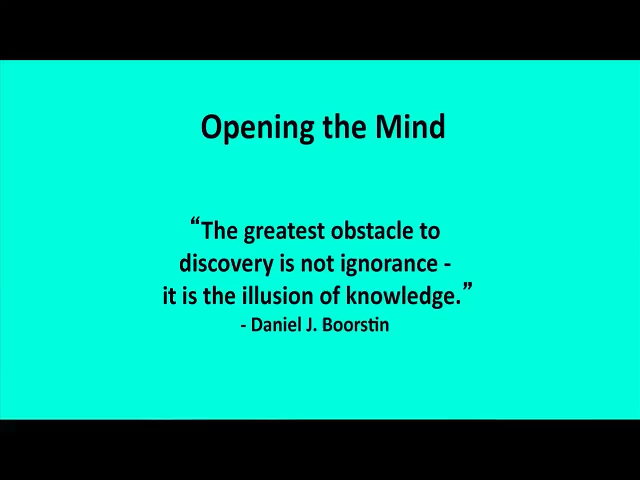 Opening the Mind
“The greatest obstacle to
discovery is not ignorance -
it is the illusion of knowledge.”
- Daniel J. Boorstin